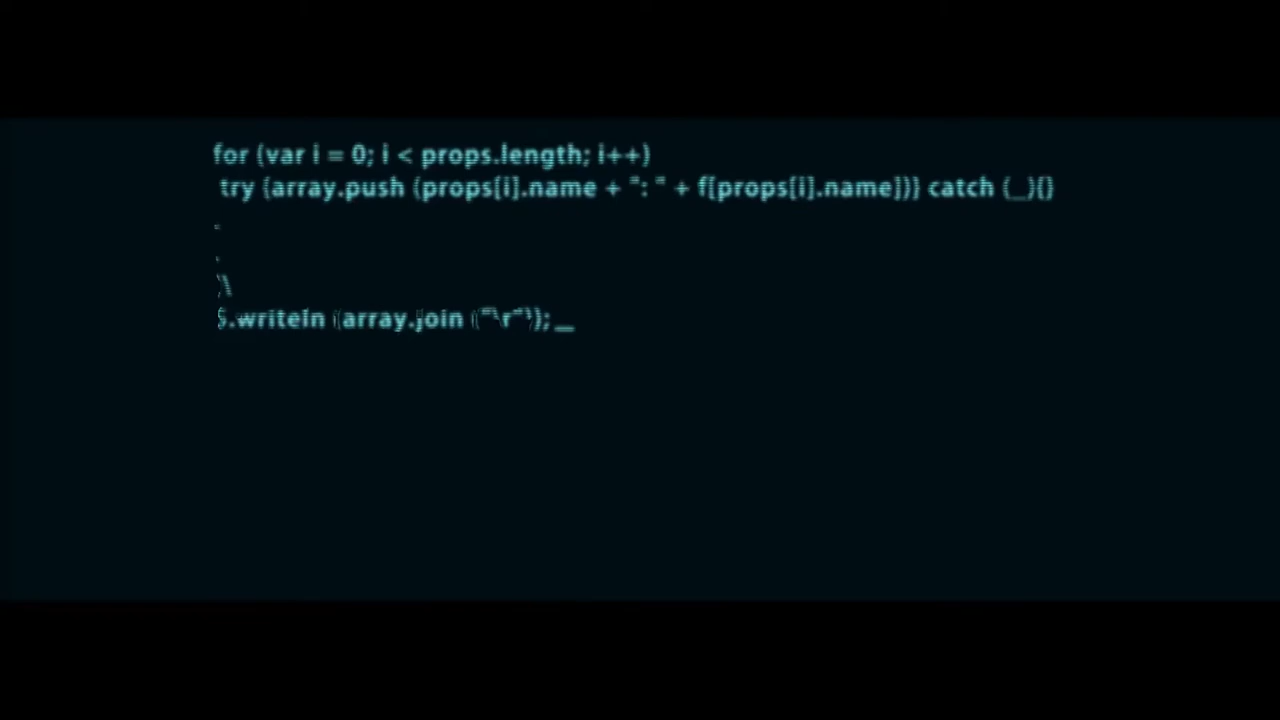 for (var i = 0; i < props.length; i++)
try {array.push (props[i].name + ": " + f[props[i].name])} catch (_){}
$.writeln (array.join ("\r"));_